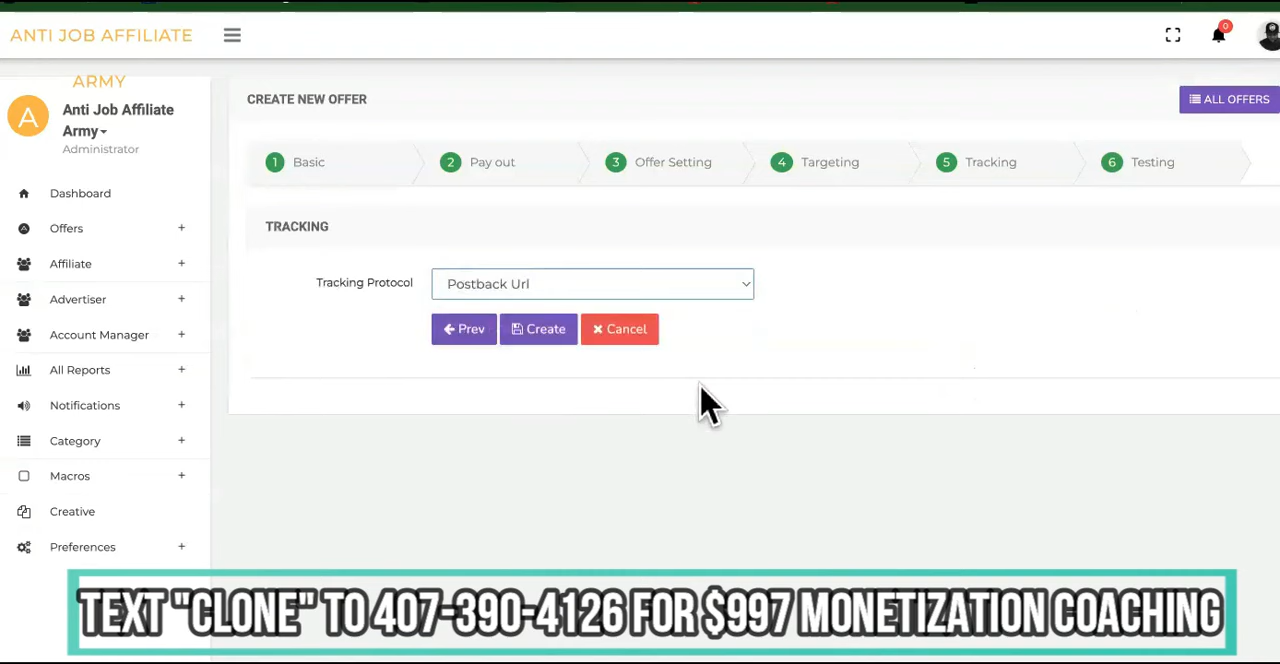 ANTI JOB AFFILIATE
ARMY
0
A
Anti Job Affiliate
Army
Administrator
Dashboard
Offers +
Affiliate +
Advertiser +
Account Manager +
All Reports +
Notifications +
Category +
Macros +
Creative
Preferences +
CREATE NEW OFFER
ALL OFFERS
1 Basic
2 Pay out
3 Offer Setting
4 Targeting
5 Tracking
6 Testing
TRACKING
Tracking Protocol
Postback Url
Prev
Create
Cancel
TEXT "CLONE" TO 407-390-4126 FOR $997 MONETIZATION COACHING